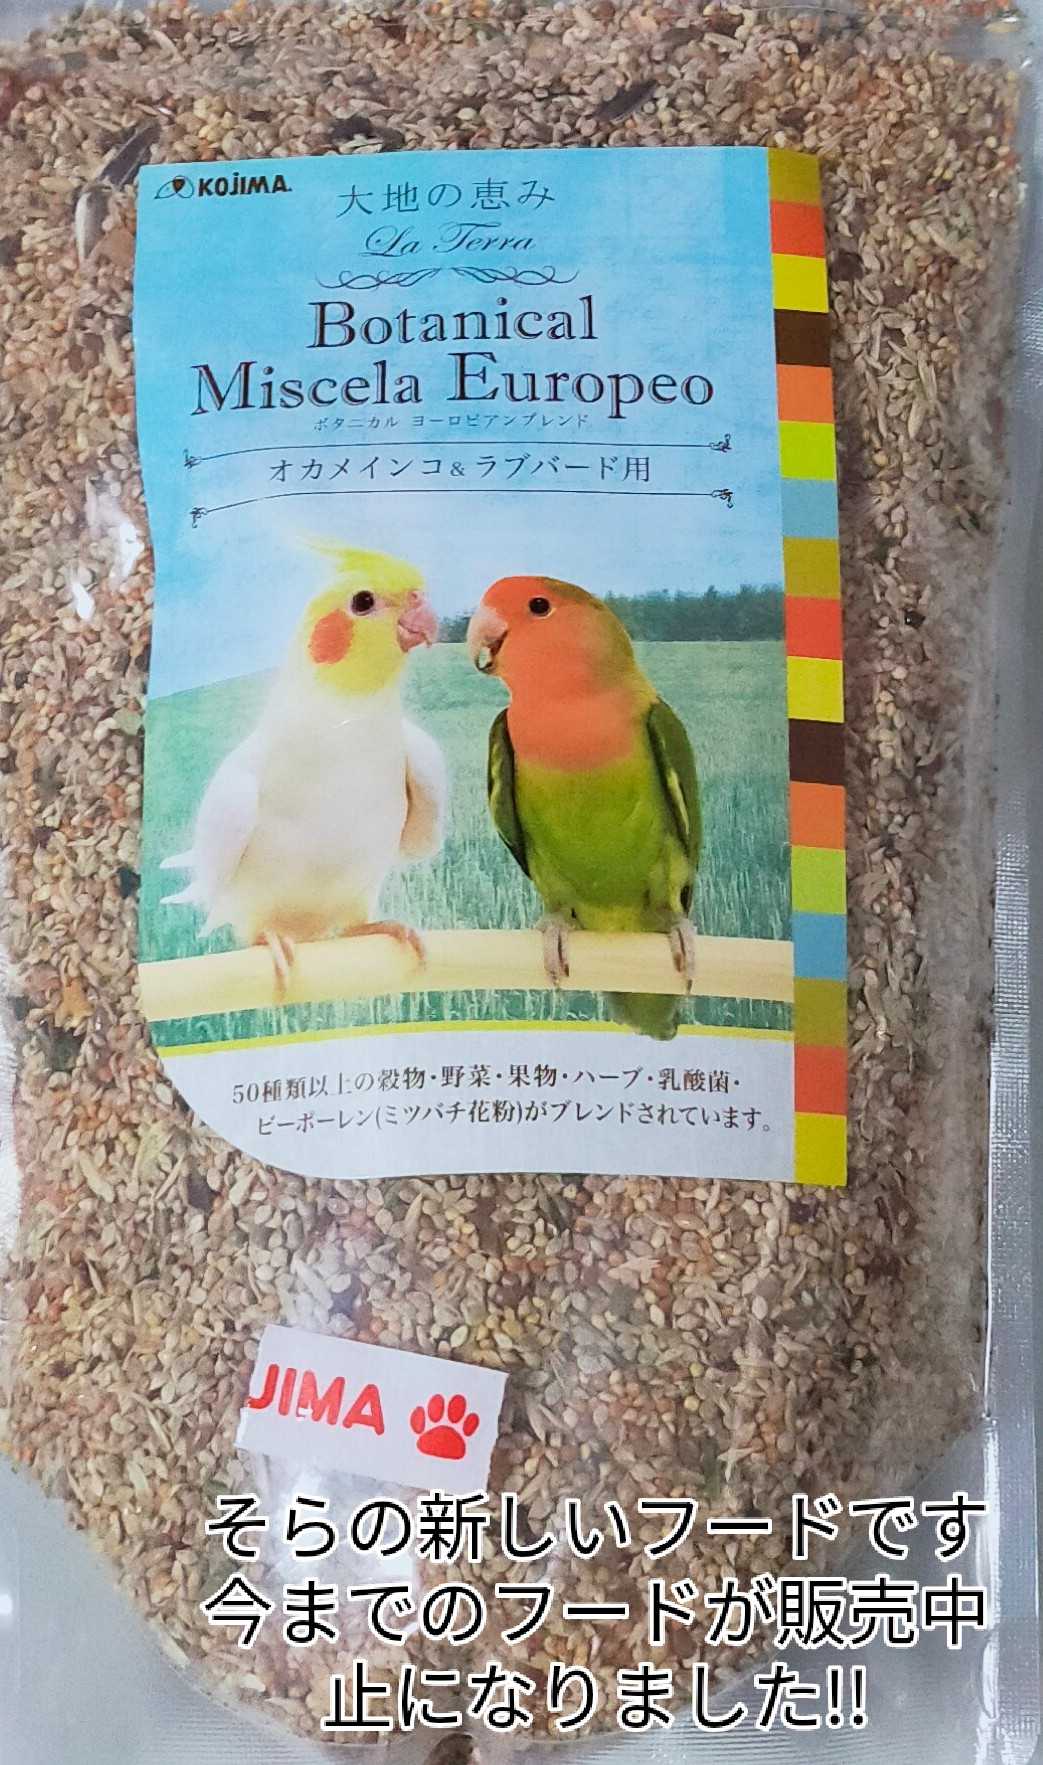 KOJIMA.
大地の恵み
La Terra
Botanical
Miscela Europeo
ボタニカル ヨーロピアンブレンド
オカメインコ&ラブバード用
50種類以上の穀物・野菜・果物・ハーブ・乳酸菌・
ビーポーレン(ミツバチ花粉)がブレンドされています。
JIMA
そらの新しいフードです
今までのフードが販売中
止になりました!!